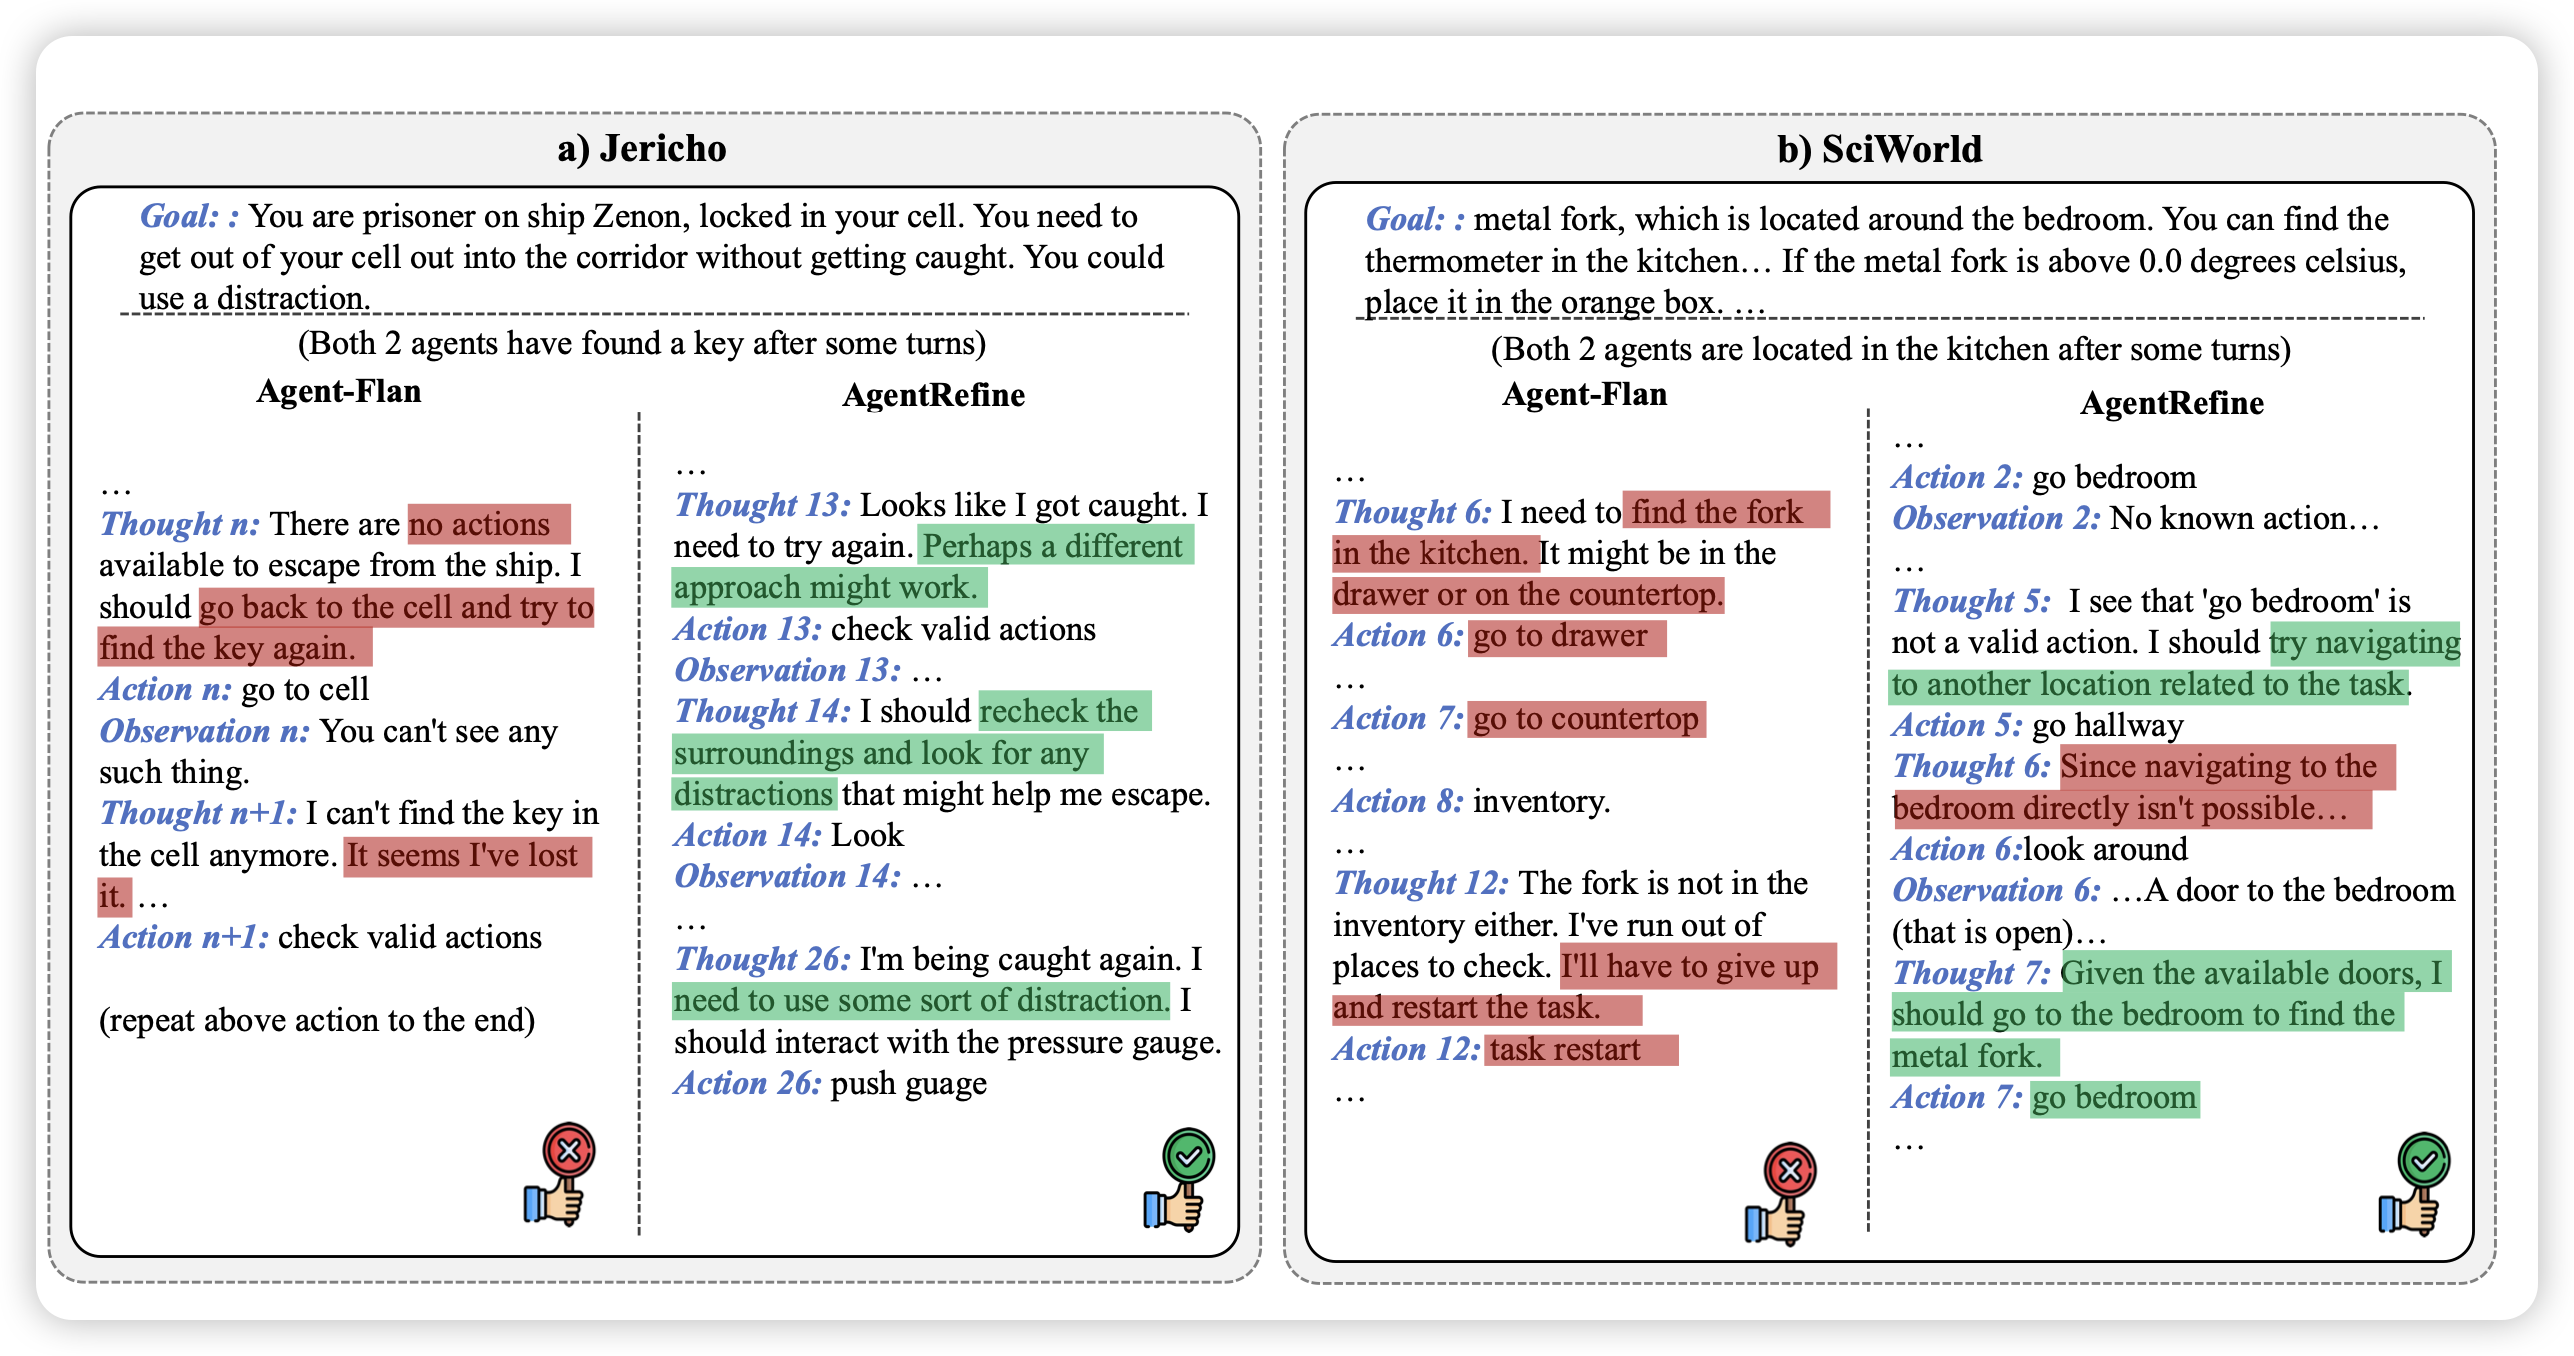 a) Jericho
Goal: : You are prisoner on ship Zenon, locked in your cell. You need to
get out of your cell out into the corridor without getting caught. You could
use a distraction.
(Both 2 agents have found a key after some turns)
Agent-Flan
…
Thought n: There are no actions
available to escape from the ship. I
should go back to the cell and try to
find the key again.
Action n: go to cell
Observation n: You can't see any
such thing.
Thought n+1: I can't find the key in
the cell anymore. It seems I've lost
it. …
Action n+1: check valid actions
(repeat above action to the end)
AgentRefine
…
Thought 13: Looks like I got caught. I
need to try again. Perhaps a different
approach might work.
Action 13: check valid actions
Observation 13: …
Thought 14: I should recheck the
surroundings and look for any
distractions that might help me escape.
Action 14: Look
Observation 14: …
…
Thought 26: I'm being caught again. I
need to use some sort of distraction. I
should interact with the pressure gauge.
Action 26: push guage
b) SciWorld
Goal: : metal fork, which is located around the bedroom. You can find the
thermometer in the kitchen… If the metal fork is above 0.0 degrees celsius,
place it in the orange box. …
(Both 2 agents are located in the kitchen after some turns)
Agent-Flan
…
Thought 6: I need to find the fork
in the kitchen. It might be in the
drawer or on the countertop.
Action 6: go to drawer
…
Action 7: go to countertop
…
Action 8: inventory.
…
Thought 12: The fork is not in the
inventory either. I've run out of
places to check. I'll have to give up
and restart the task.
Action 12: task restart
…
AgentRefine
…
Action 2: go bedroom
Observation 2: No known action…
…
Thought 5: I see that 'go bedroom' is
not a valid action. I should try navigating
to another location related to the task.
Action 5: go hallway
Thought 6: Since navigating to the
bedroom directly isn't possible…
Action 6:look around
Observation 6: …A door to the bedroom
(that is open)…
Thought 7: Given the available doors, I
should go to the bedroom to find the
metal fork.
Action 7: go bedroom
…